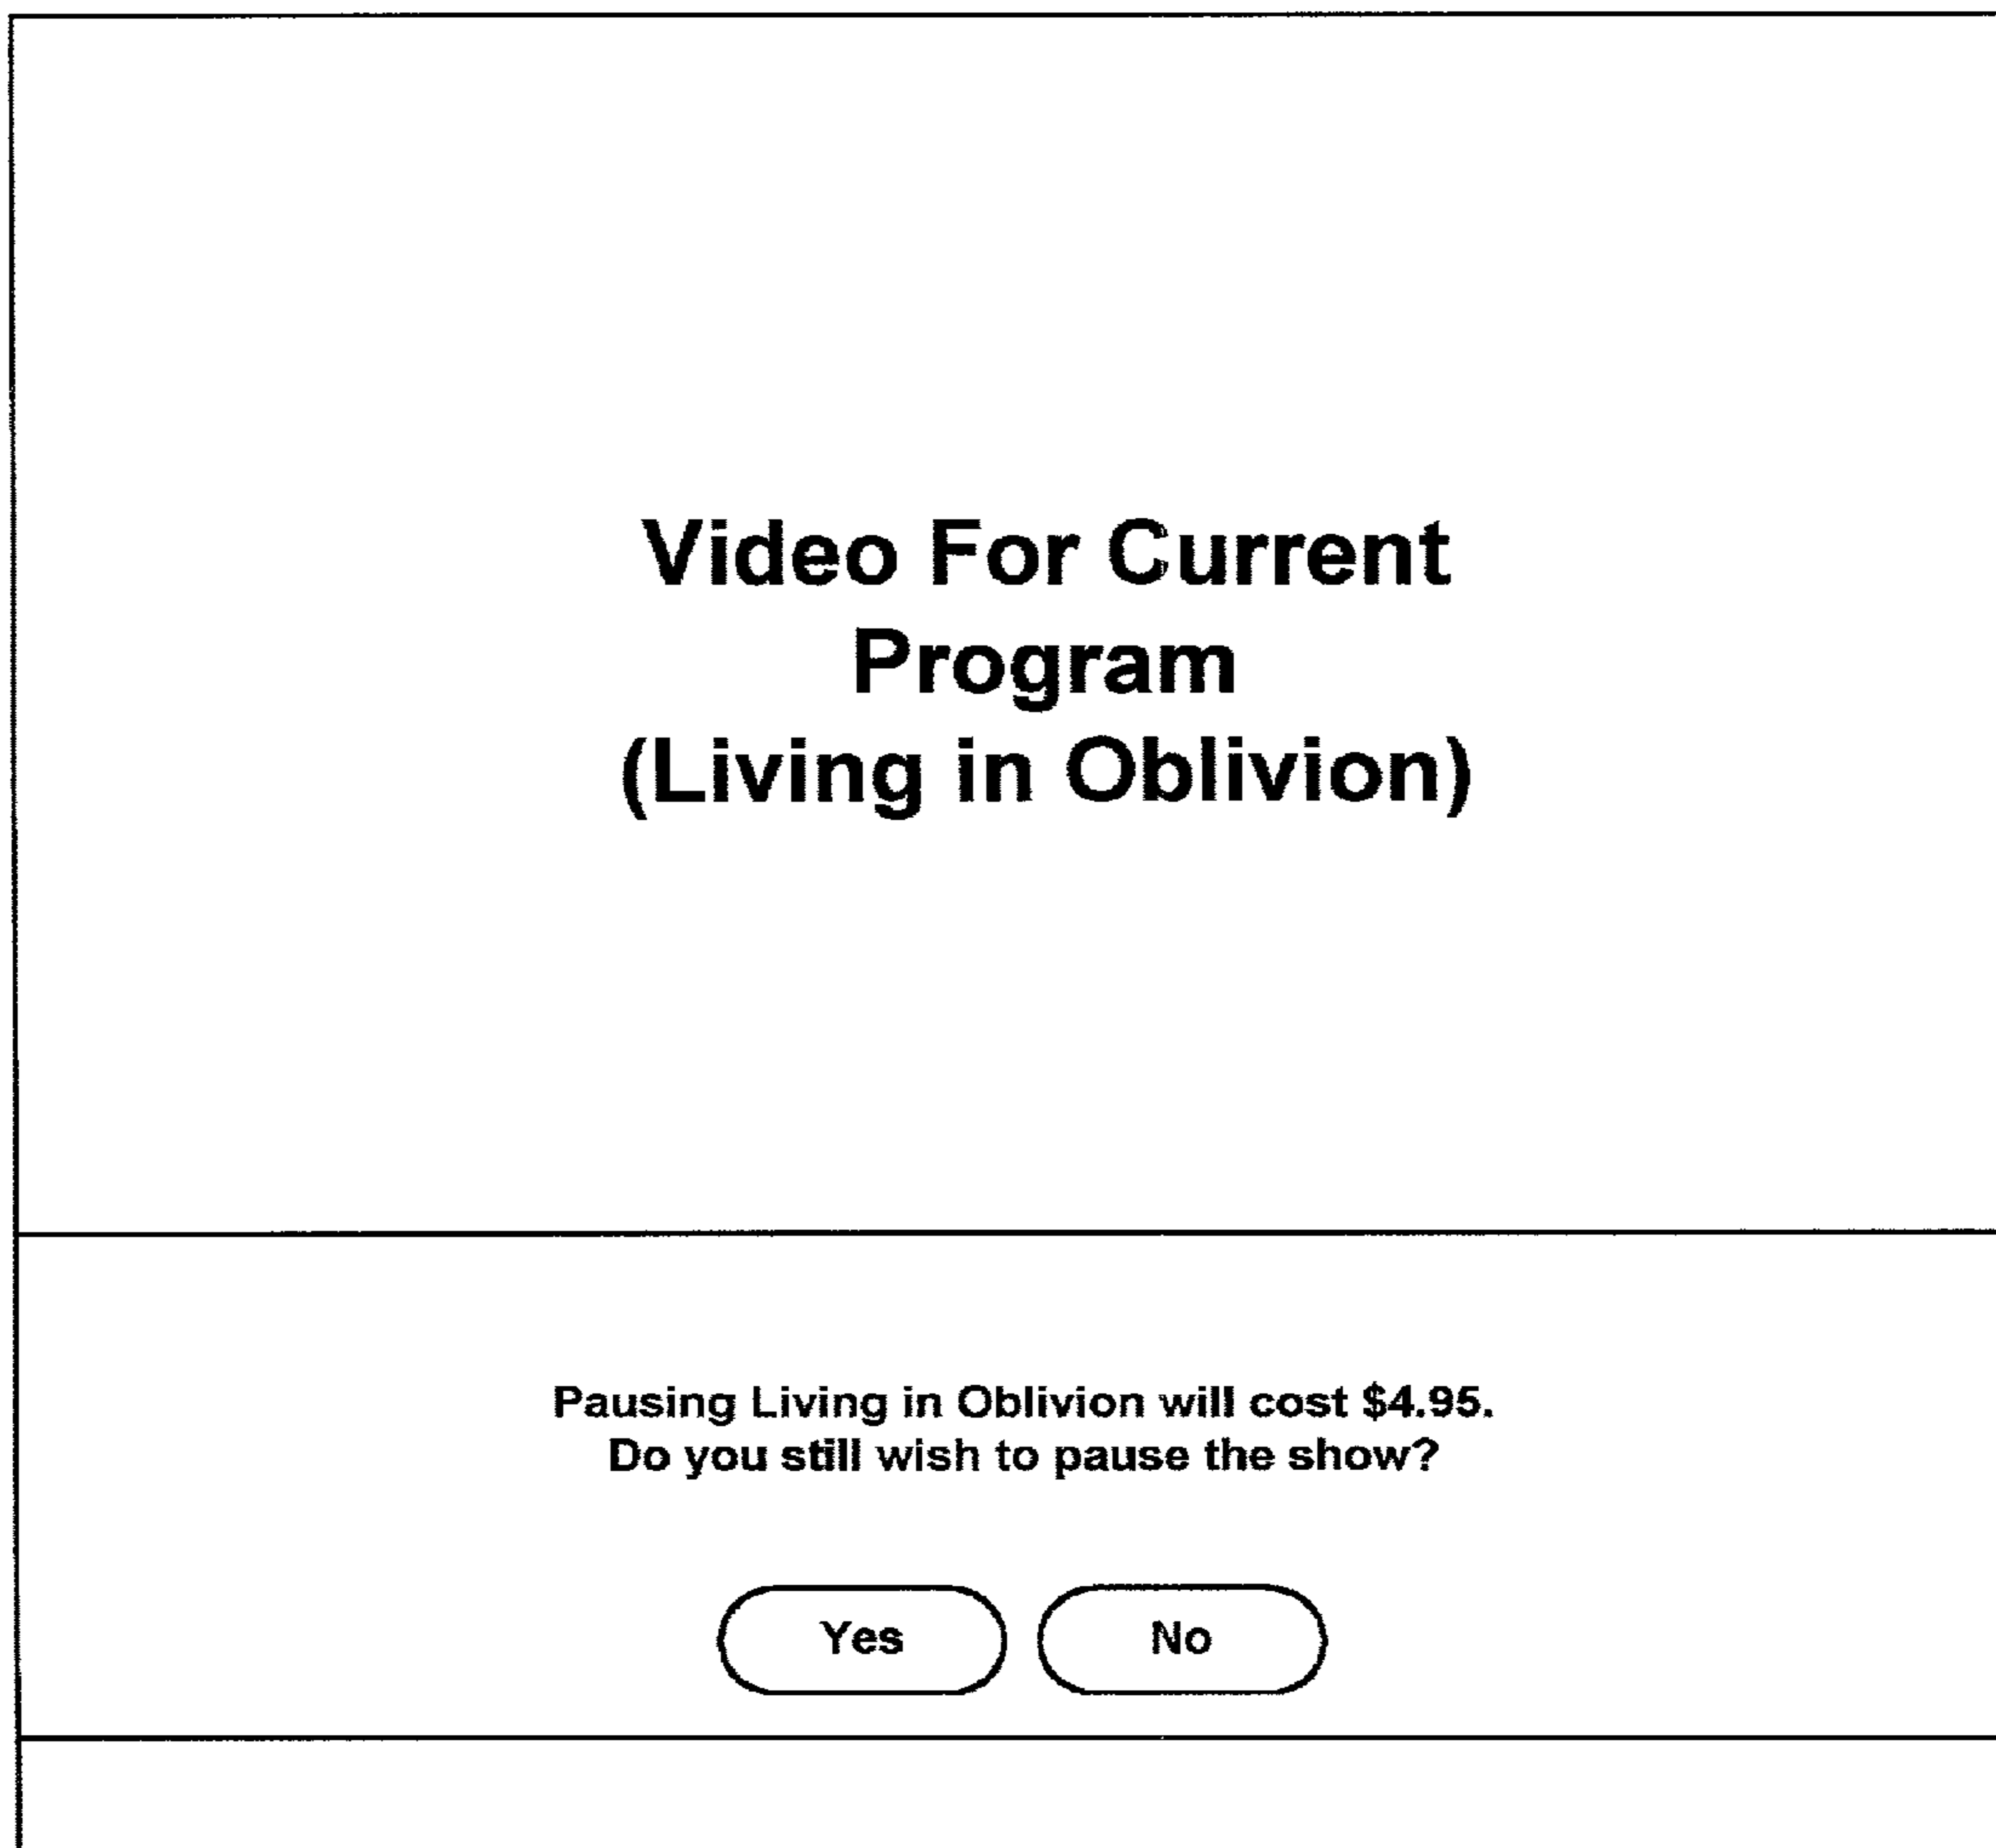 Video For Current
Program
(Living in Oblivion)
Pausing Living in Oblivion will cost $4.95.
Do you still wish to pause the show?
Yes No